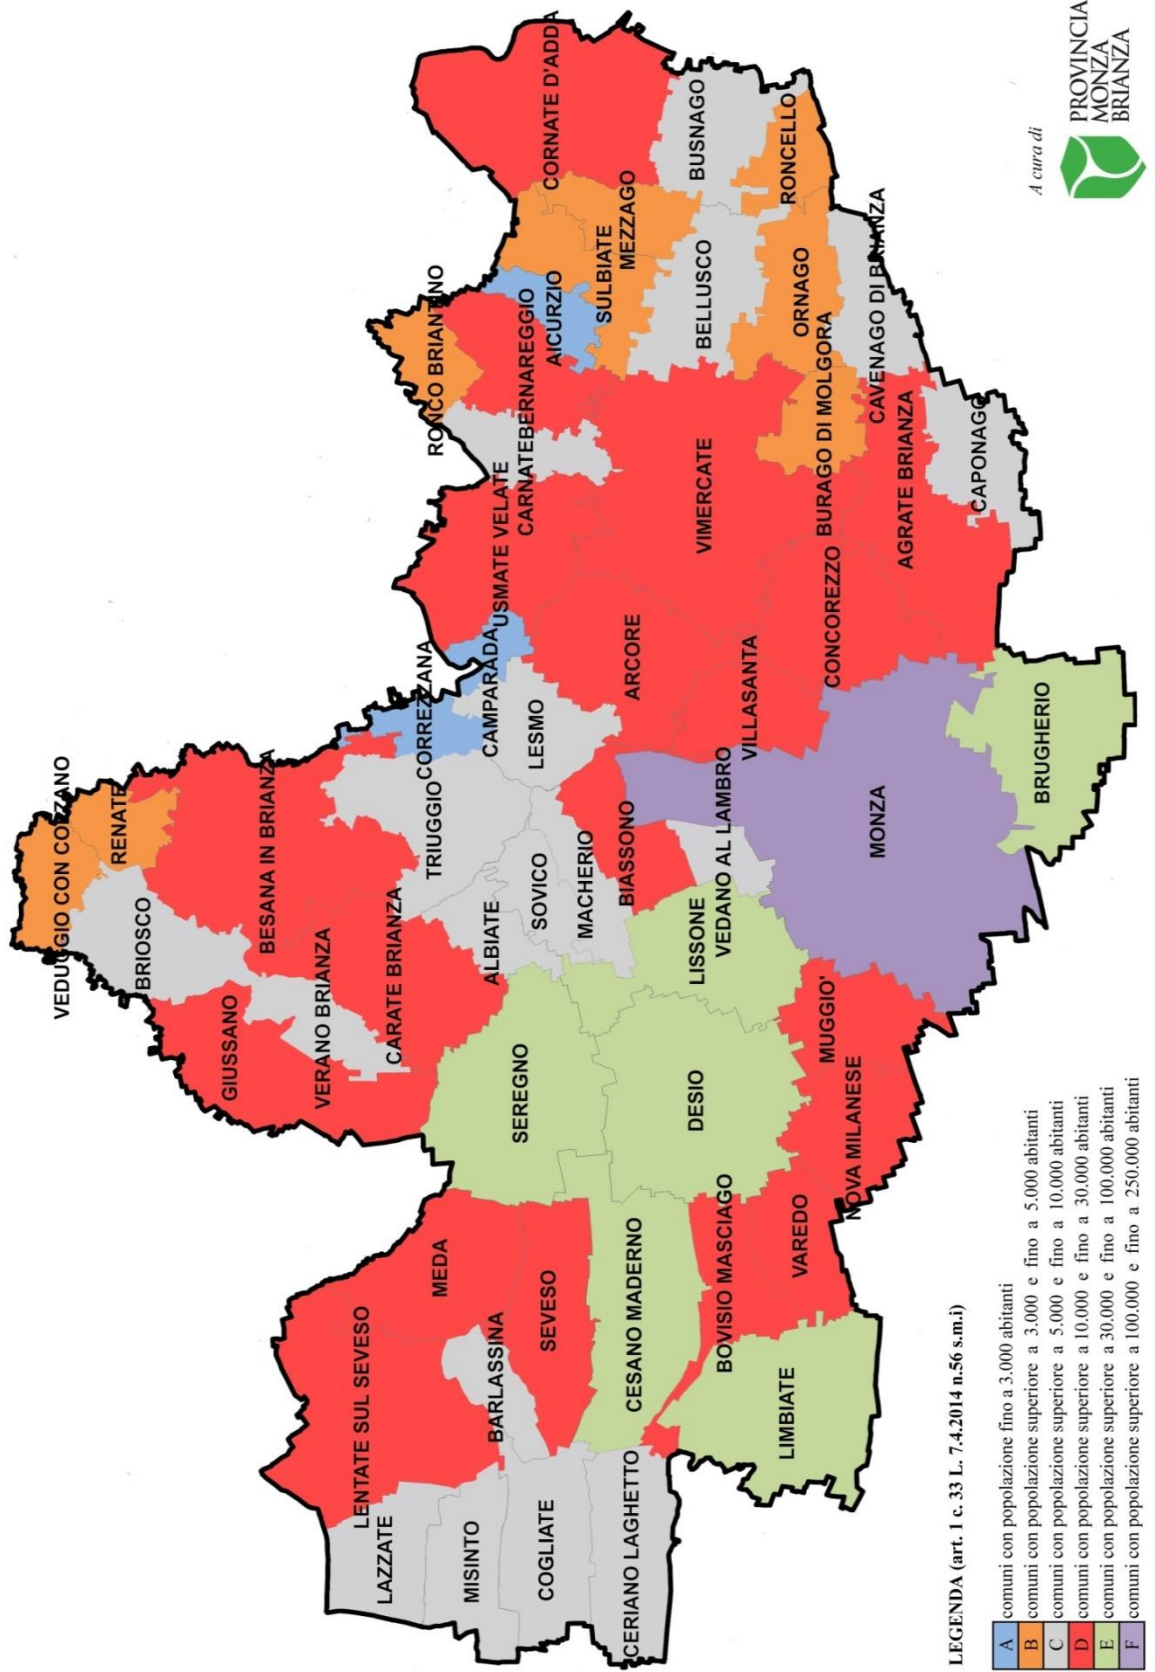 VEDUGGIO CON COLZANO
RENATE
BRIOSCO
BESANA IN BRIANZA
GIUSSANO
VERANO BRIANZA
CARATE BRIANZA
TRIUGGIO
CORREZZANA
ALBIATE
SOVICO
MACHERIO
BIASSONO
LESMO
CAMPARADA
USMATE VELATE
CARNATE
BERNAREGGIO
RONCO BRIANTINO
AICURZIO
SULBIATE
MEZZAGO
CORNATE D'ADDA
BUSNAGO
RONCELLO
BELLUSCO
ORNAGO
CAVENAGO DI BRIANZA
BURAGO DI MOLGORA
AGRATE BRIANZA
CAPONAGO
VIMERCATE
CONCOREZZO
ARCORE
VILLASANTA
VEDANO AL LAMBRO
MONZA
BRUGHERIO
LISSONE
MUGGIO'
NOVA MILANESE
DESIO
SEREGNO
MEDA
SEVESO
LENTATE SUL SEVESO
BARLASSINA
CESANO MADERNO
BOVISIO MASCIAGO
VAREDO
LIMBIATE
LAZZATE
MISINTO
COGLIATE
CERIANO LAGHETTO
LEGENDA (art. 1 c. 33 L. 7.4.2014 n.56 s.m.i)
A comuni con popolazione fino a 3.000 abitanti
B comuni con popolazione superiore a 3.000 e fino a 5.000 abitanti
C comuni con popolazione superiore a 5.000 e fino a 10.000 abitanti
D comuni con popolazione superiore a 10.000 e fino a 30.000 abitanti
E comuni con popolazione superiore a 30.000 e fino a 100.000 abitanti
F comuni con popolazione superiore a 100.000 e fino a 250.000 abitanti
A cura di
PROVINCIA
MONZA
BRIANZA